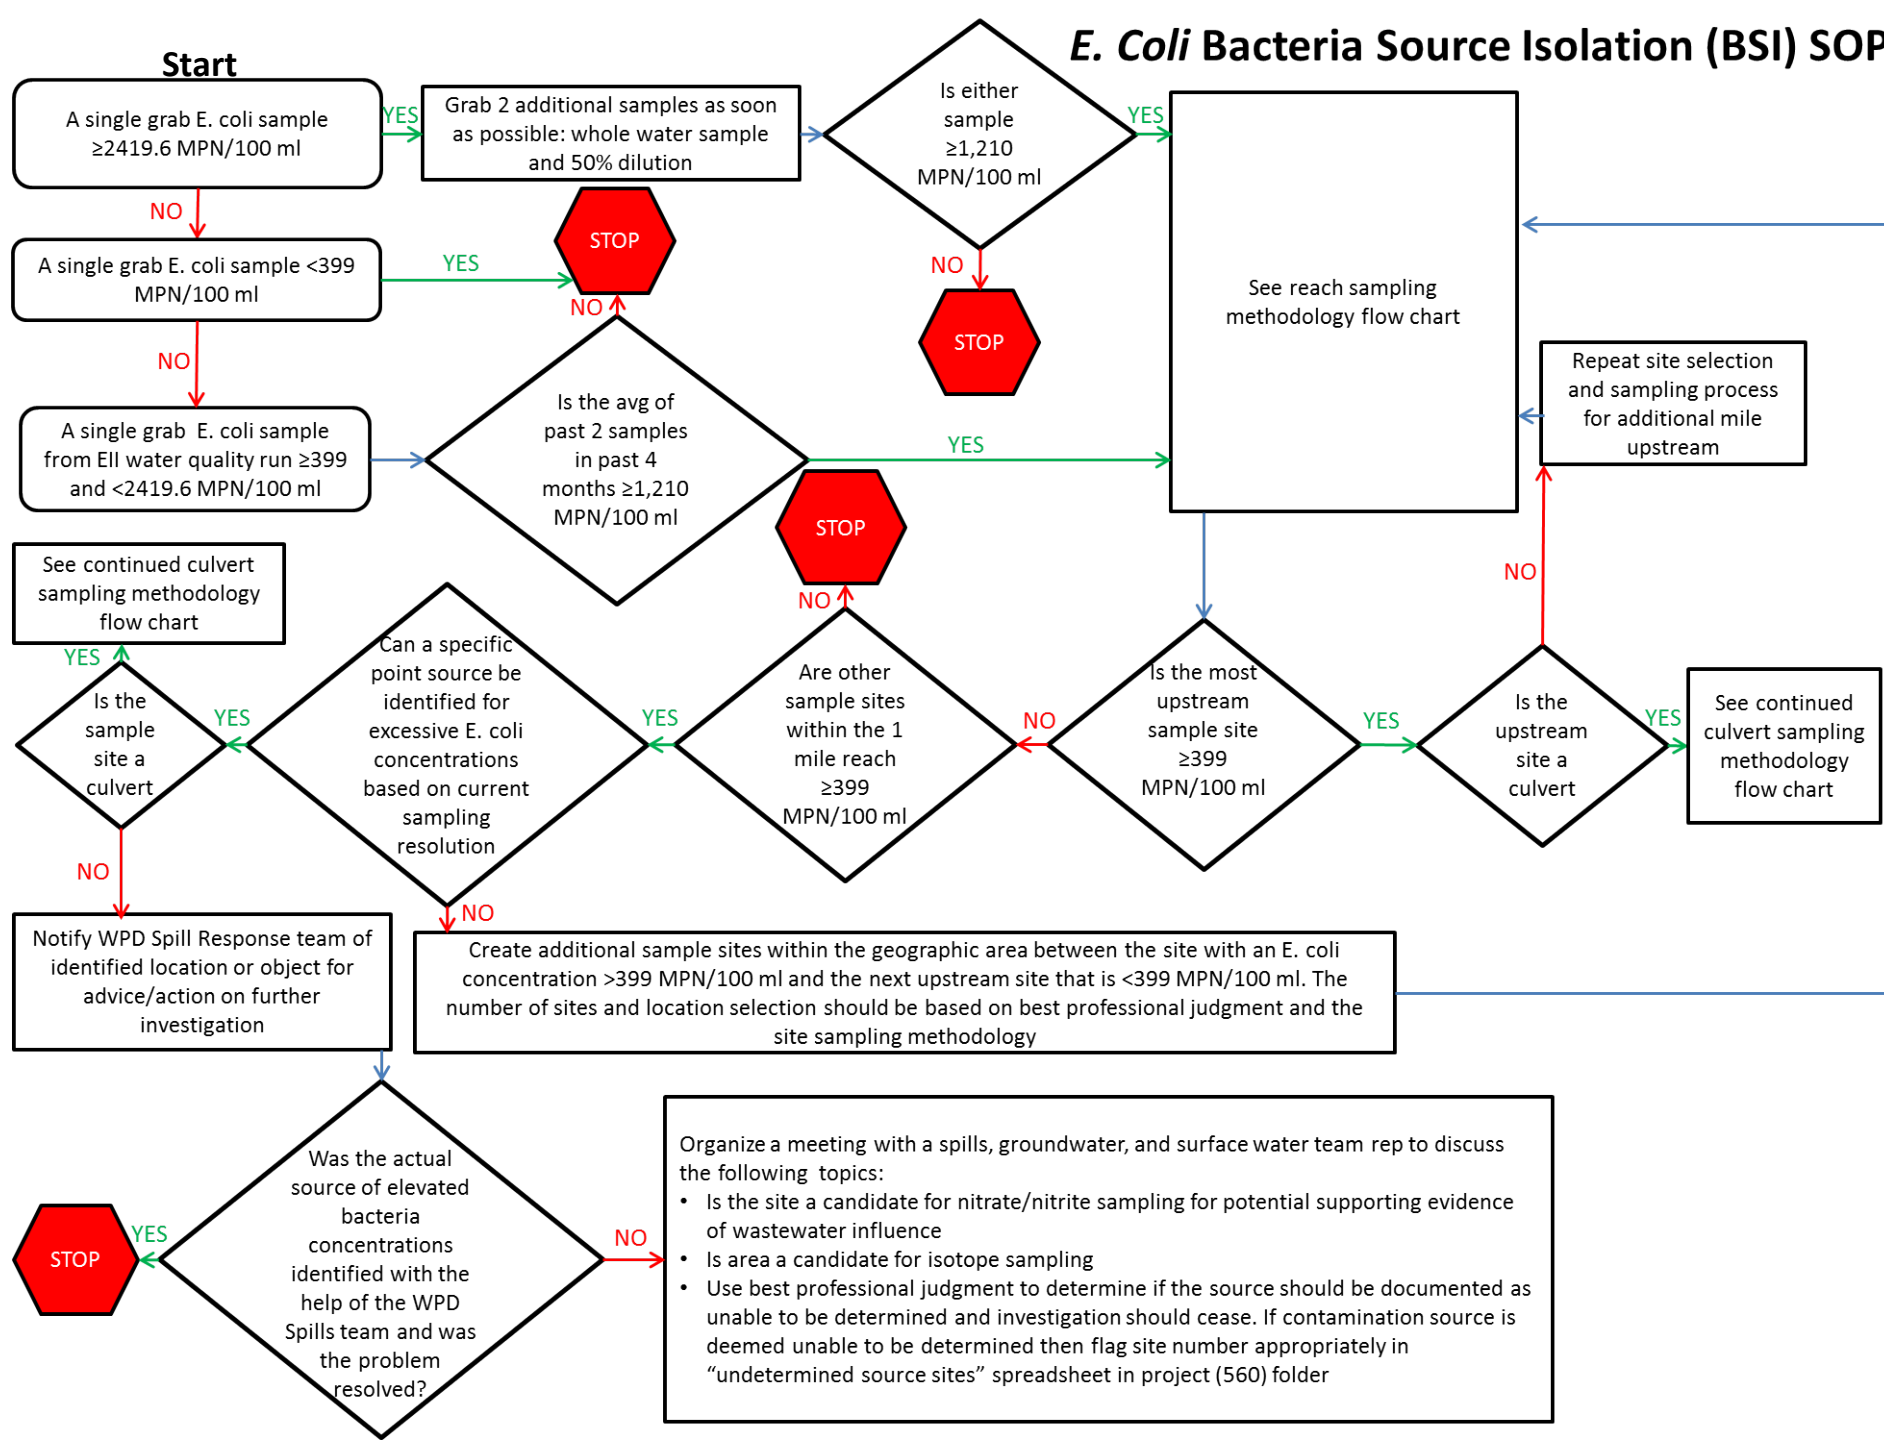 E. Coli Bacteria Source Isolation (BSI) SOP
Start
A single grab E. coli sample
≥2419.6 MPN/100 ml
YES
Grab 2 additional samples as soon
as possible: whole water sample
and 50% dilution
Is either
sample
≥1,210
MPN/100 ml
YES
NO
STOP
NO
A single grab E. coli sample <399
MPN/100 ml
YES
STOP
NO
NO
A single grab E. coli sample
from EII water quality run ≥399
and <2419.6 MPN/100 ml
Is the avg of
past 2 samples
in past 4
months ≥1,210
MPN/100 ml
YES
See reach sampling
methodology flow chart
Repeat site selection
and sampling process
for additional mile
upstream
NO
STOP
NO
See continued culvert
sampling methodology
flow chart
YES
Is the
sample
site a
culvert
YES
Can a specific
point source be
identified for
excessive E. coli
concentrations
based on current
sampling
resolution
YES
Are other
sample sites
within the 1
mile reach
≥399
MPN/100 ml
NO
Is the most
upstream
sample site
≥399
MPN/100 ml
YES
Is the
upstream
site a
culvert
YES
See continued
culvert sampling
methodology
flow chart
NO
NO
Notify WPD Spill Response team of
identified location or object for
advice/action on further
investigation
Create additional sample sites within the geographic area between the site with an E. coli
concentration >399 MPN/100 ml and the next upstream site that is <399 MPN/100 ml. The
number of sites and location selection should be based on best professional judgment and the
site sampling methodology
Was the actual
source of elevated
bacteria
concentrations
identified with the
help of the WPD
Spills team and was
the problem
resolved?
YES
STOP
NO
Organize a meeting with a spills, groundwater, and surface water team rep to discuss
the following topics:
• Is the site a candidate for nitrate/nitrite sampling for potential supporting evidence
of wastewater influence
• Is area a candidate for isotope sampling
• Use best professional judgment to determine if the source should be documented as
unable to be determined and investigation should cease. If contamination source is
deemed unable to be determined then flag site number appropriately in
“undetermined source sites” spreadsheet in project (560) folder